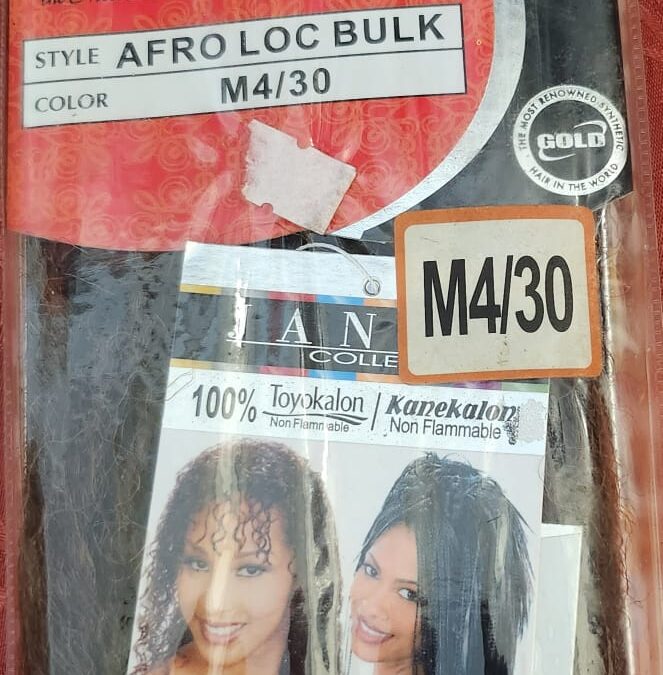 STYLE AFRO LOC BULK
COLOR M4/30
THE MOST RENOWNED SYNTHETIC
GOLD
HAIR IN THE WORLD
M4/30
JAN
COLLE
100% Toyokalon | Kanekalon
Non Flammable Non Flammable